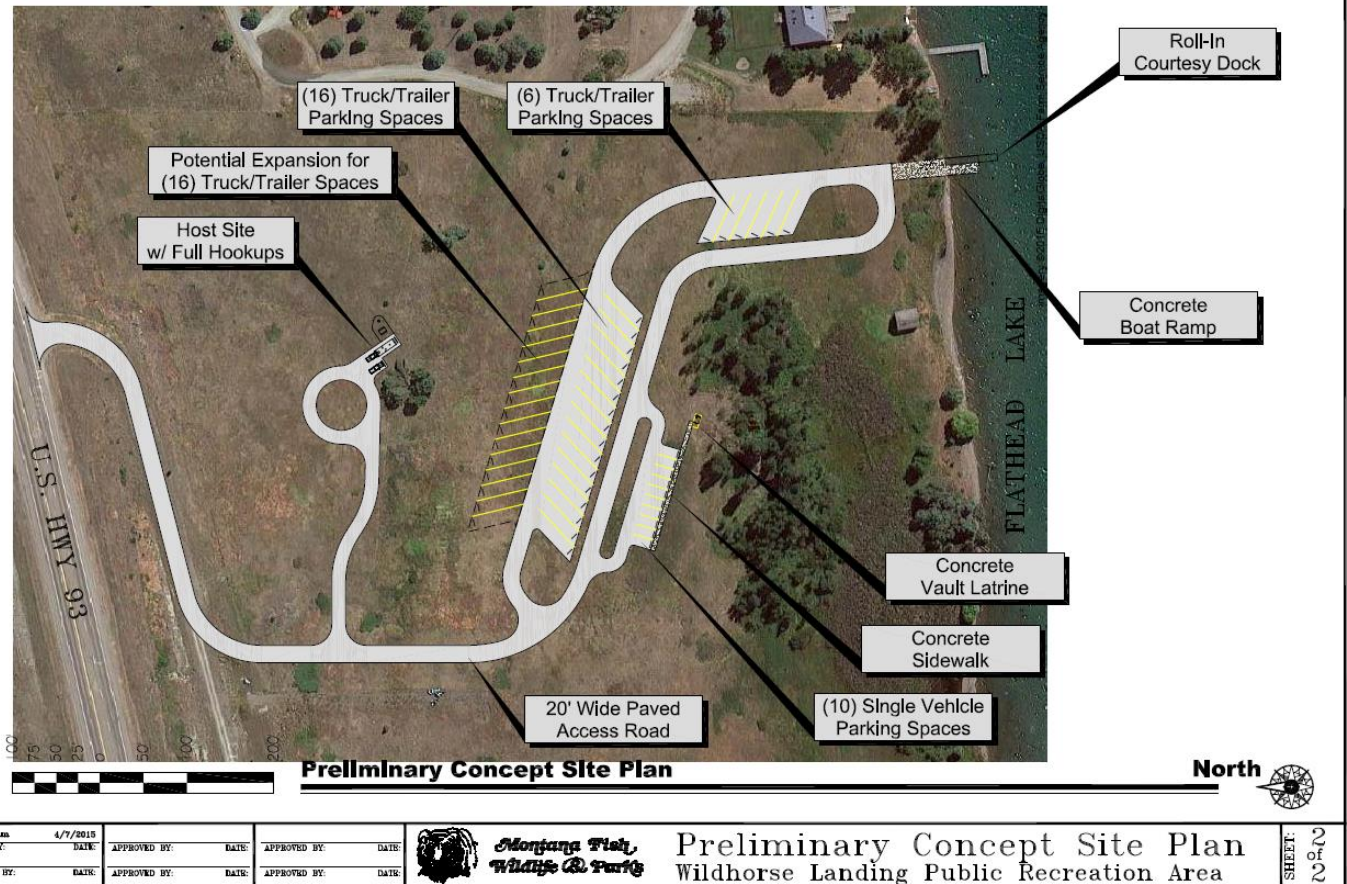 Roll-In
Courtesy Dock
(16) Truck/Trailer
Parking Spaces
(6) Truck/Trailer
Parking Spaces
Potential Expansion for
(16) Truck/Trailer Spaces
Host Site
w/ Full Hookups
Concrete
Boat Ramp
FLATHEAD LAKE
U.S. HWY 93
Concrete
Vault Latrine
Concrete
Sidewalk
(10) Single Vehicle
Parking Spaces
20' Wide Paved
Access Road
100 75 50 25 0 50 100 200
Preliminary Concept Site Plan
North
4/7/2015
DATE: APPROVED BY: DATE: APPROVED BY: DATE:
BY: DATE: APPROVED BY: DATE: APPROVED BY: DATE:
Montana Fish,
Wildlife & Parks
Preliminary Concept Site Plan
Wildhorse Landing Public Recreation Area
SHEET: 2 of 2